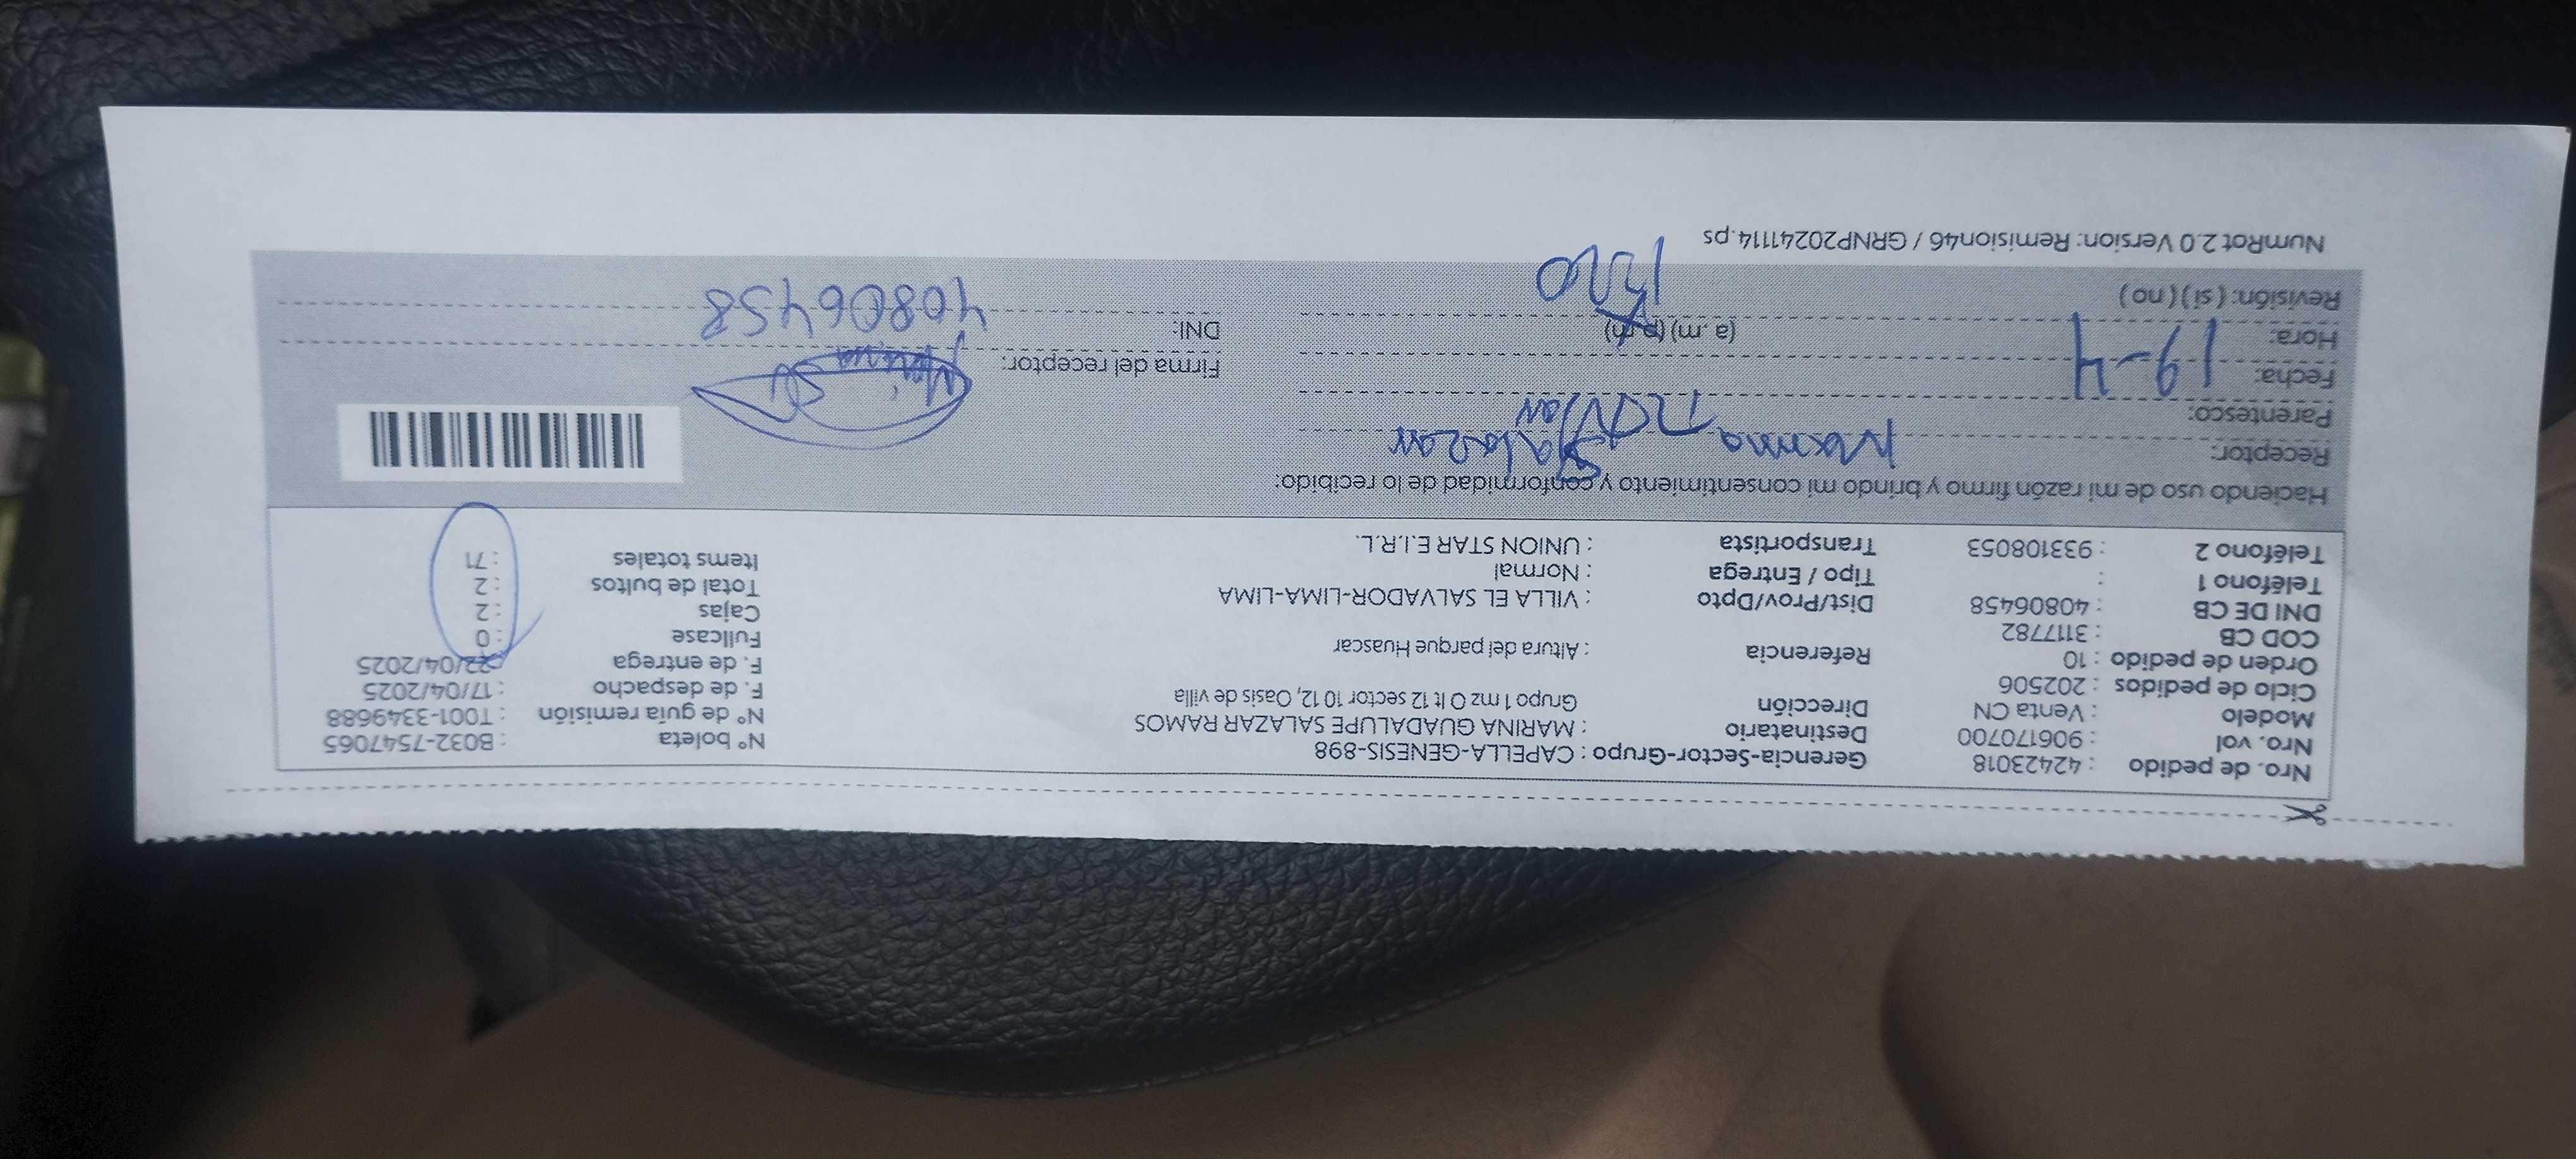 Nro. de pedido : 42423018
Nro. vol : 906170700
Modelo : Venta CN
Ciclo de pedidos : 202506
Orden de pedido : 10
COD CB : 3117782
DNI DE CB : 40806458
Teléfono 1 :
Teléfono 2 : 933108053
Gerencia-Sector-Grupo : CAPELLA-GENESIS-898
Destinatario : MARINA GUADALUPE SALAZAR RAMOS
Dirección Grupo 1 mz O lt 12 sector 10 12, Oasis de villa
Referencia : Altura del parque Huascar
Dist/Prov/Dpto : VILLA EL SALVADOR-LIMA-LIMA
Tipo / Entrega : Normal
Transportista : UNION STAR E.I.R.L.
N° boleta : B032-7547065
N° de guía remisión : T001-3349688
F. de despacho : 17/04/2025
F. de entrega : 22/04/2025
Fullcase : 0
Cajas : 2
Total de bultos : 2
Items totales : 71
Haciendo uso de mi razón firmo y brindo mi consentimiento y conformidad de lo recibido:
Receptor: Marina Salazar
Parentesco: Titular
Fecha: 19-4
Hora: (a. m.) (p. m)
1520
Revisión: ( si ) ( no )
Firma del receptor:
DNI: 40806458
NumRot 2.0 Version: Remision46 / GRNP20241114.ps